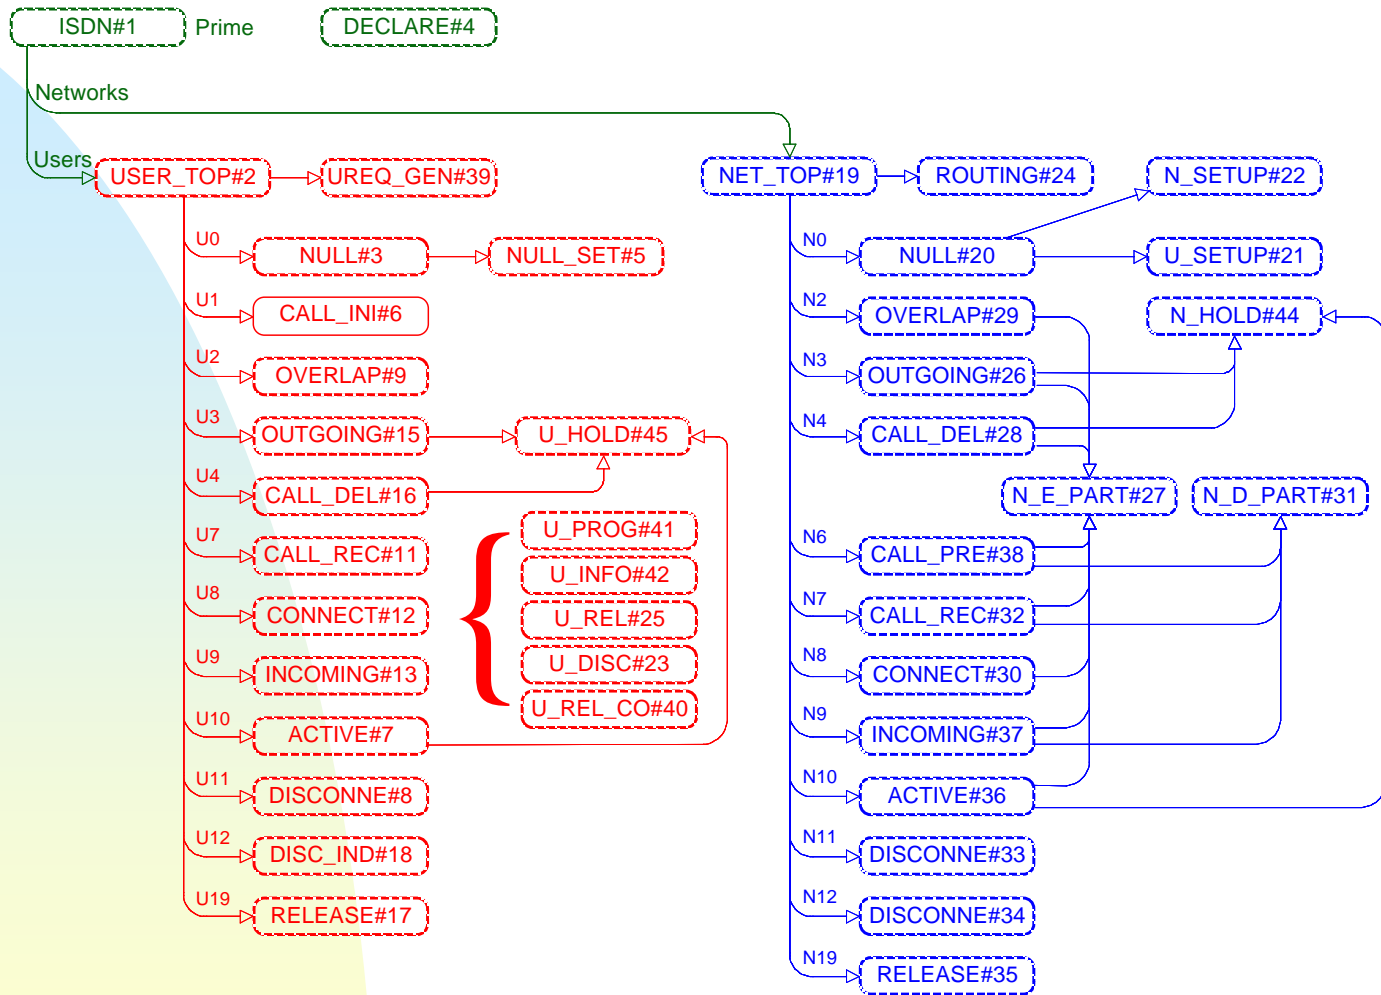 ISDN#1 Prime DECLARE#4
Networks
Users
USER_TOP#2 UREQ_GEN#39
U0 NULL#3 NULL_SET#5
U1 CALL_INI#6
U2 OVERLAP#9
U3 OUTGOING#15 U_HOLD#45
U4 CALL_DEL#16
U7 CALL_REC#11
U8 CONNECT#12
U9 INCOMING#13
U10 ACTIVE#7
U11 DISCONNE#8
U12 DISC_IND#18
U19 RELEASE#17
U_PROG#41
U_INFO#42
U_REL#25
U_DISC#23
U_REL_CO#40
NET_TOP#19 ROUTING#24 N_SETUP#22
N0 NULL#20 U_SETUP#21
N2 OVERLAP#29 N_HOLD#44
N3 OUTGOING#26
N4 CALL_DEL#28
N_E_PART#27 N_D_PART#31
N6 CALL_PRE#38
N7 CALL_REC#32
N8 CONNECT#30
N9 INCOMING#37
N10 ACTIVE#36
N11 DISCONNE#33
N12 DISCONNE#34
N19 RELEASE#35